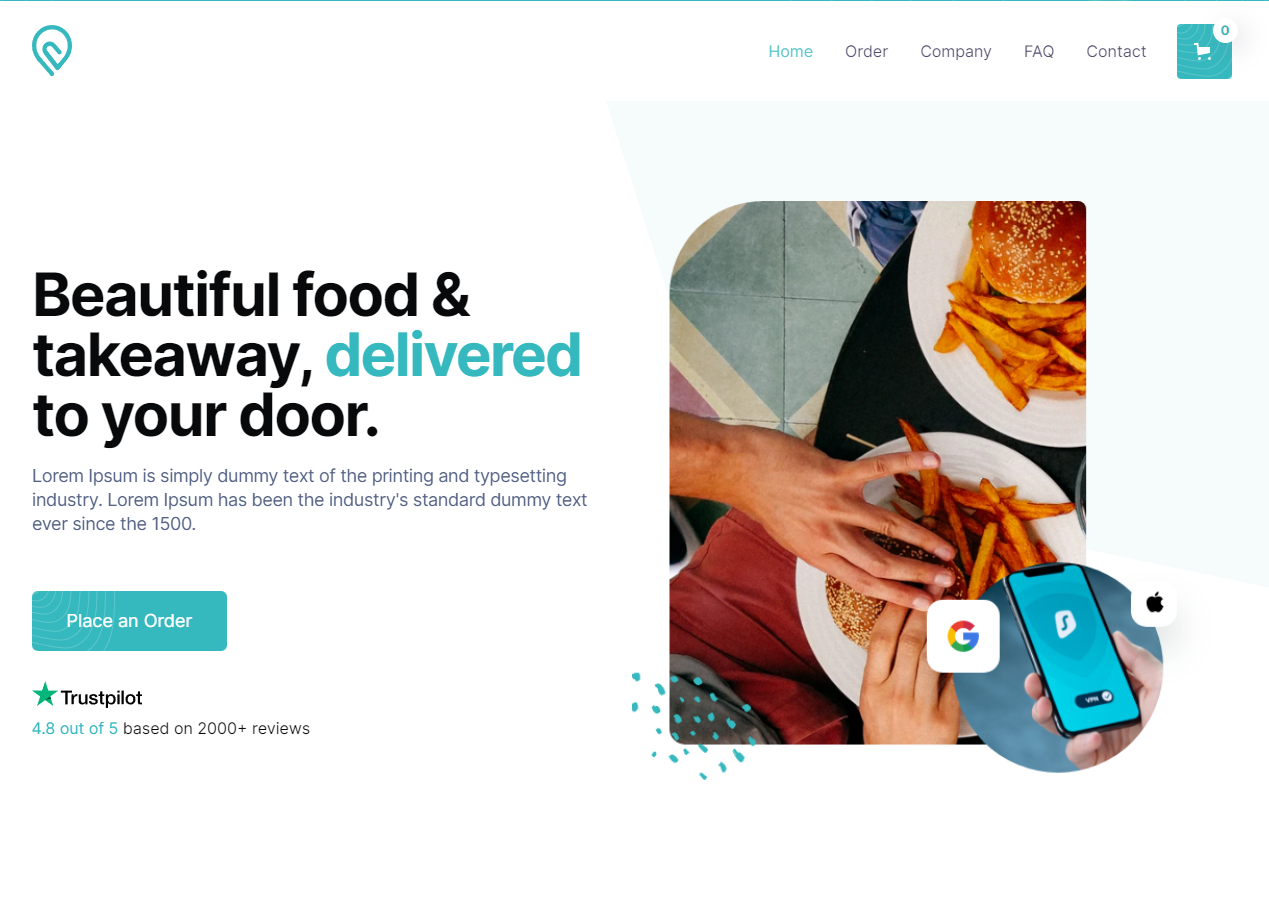 Home Order Company FAQ Contact
0
Beautiful food &
takeaway, delivered
to your door.
Lorem Ipsum is simply dummy text of the printing and typesetting
industry. Lorem Ipsum has been the industry's standard dummy text
ever since the 1500.
Place an Order
Trustpilot
4.8 out of 5 based on 2000+ reviews
VPN